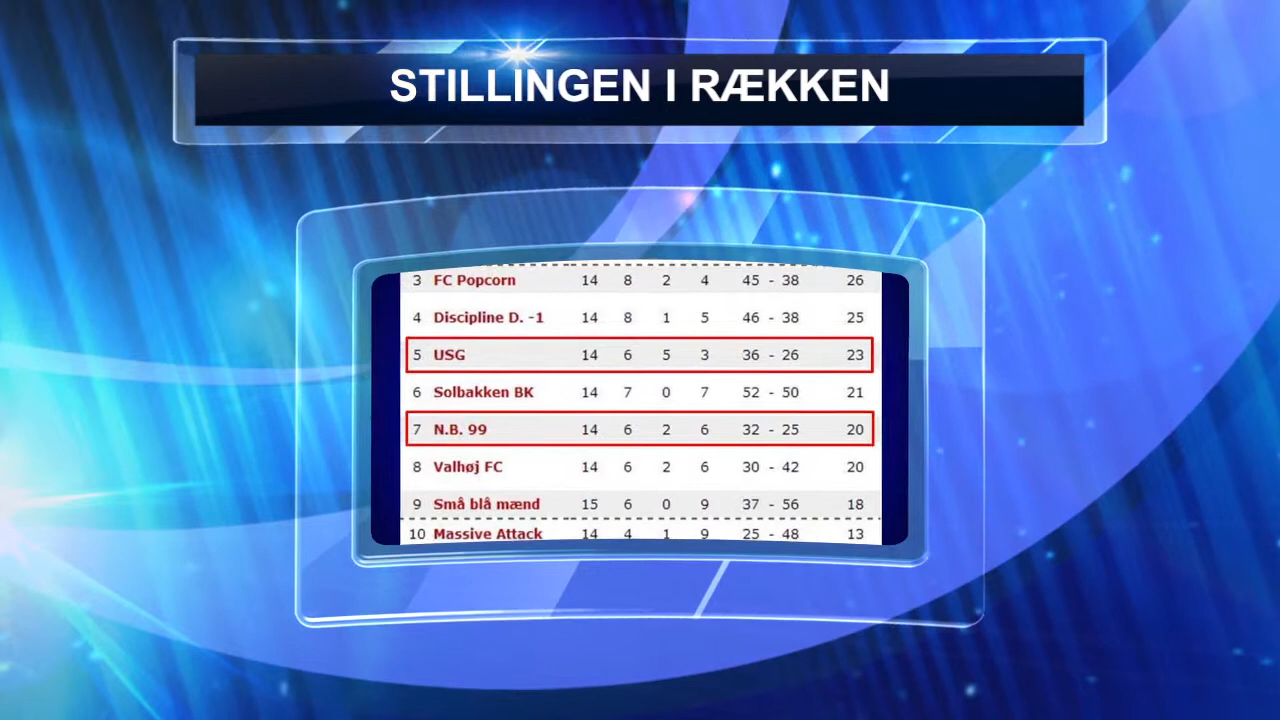 STILLINGEN I RÆKKEN
3 FC Popcorn 14 8 2 4 45 - 38 26
4 Discipline D. -1 14 8 1 5 46 - 38 25
5 USG 14 6 5 3 36 - 26 23
6 Solbakken BK 14 7 0 7 52 - 50 21
7 N.B. 99 14 6 2 6 32 - 25 20
8 Valhøj FC 14 6 2 6 30 - 42 20
9 Små blå mænd 15 6 0 9 37 - 56 18
10 Massive Attack 14 4 1 9 25 - 48 13